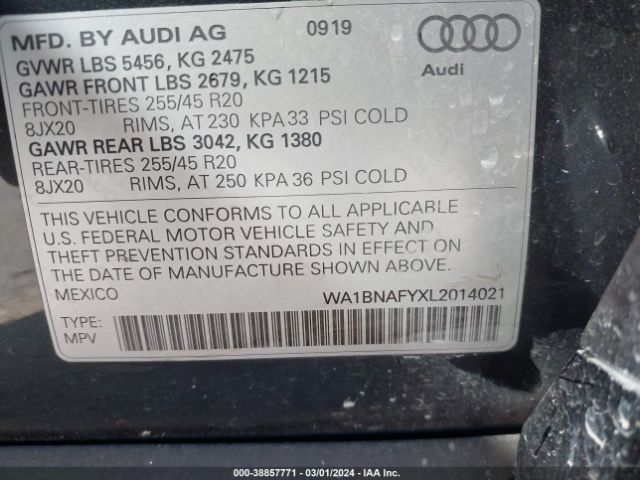 MFD. BY AUDI AG 0919
GVWR LBS 5456, KG 2475
GAWR FRONT LBS 2679, KG 1215
Audi
FRONT-TIRES 255/45 R20
8JX20 RIMS, AT 230 KPA 33 PSI COLD
GAWR REAR LBS 3042, KG 1380
REAR-TIRES 255/45 R20
8JX20 RIMS, AT 250 KPA 36 PSI COLD
THIS VEHICLE CONFORMS TO ALL APPLICABLE
U.S. FEDERAL MOTOR VEHICLE SAFETY AND
THEFT PREVENTION STANDARDS IN EFFECT ON
THE DATE OF MANUFACTURE SHOWN ABOVE.
MEXICO WA1BNAFYXL2014021
TYPE:
MPV
000-38857771 - 03/01/2024 - IAA Inc.